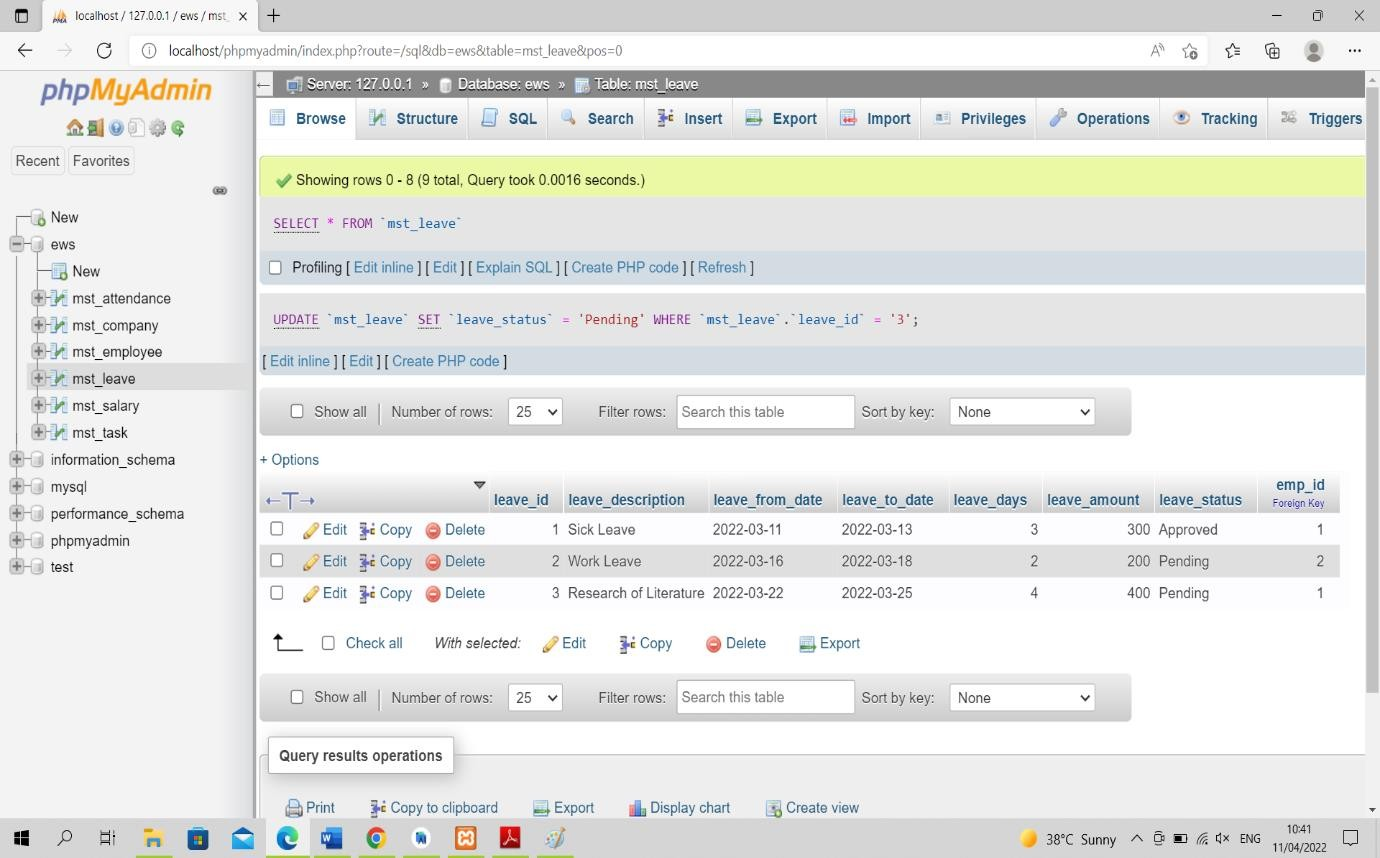 localhost / 127.0.0.1 / ews / mst_
localhost/phpmyadmin/index.php?route=/sql&db=ews&table=mst_leave&pos=0
phpMyAdmin
Recent Favorites
New
ews
New
mst_attendance
mst_company
mst_employee
mst_leave
mst_salary
mst_task
information_schema
mysql
performance_schema
phpmyadmin
test
Server: 127.0.0.1 » Database: ews » Table: mst_leave
Browse Structure SQL Search Insert Export Import Privileges Operations Tracking Triggers
Showing rows 0 - 8 (9 total, Query took 0.0016 seconds.)
SELECT * FROM `mst_leave`
Profiling [ Edit inline ] [ Edit ] [ Explain SQL ] [ Create PHP code ] [ Refresh ]
UPDATE `mst_leave` SET `leave_status` = 'Pending' WHERE `mst_leave`.`leave_id` = '3';
[ Edit inline ] [ Edit ] [ Create PHP code ]
Show all | Number of rows: 25 Filter rows: Search this table Sort by key: None
+ Options
←T→ leave_id leave_description leave_from_date leave_to_date leave_days leave_amount leave_status emp_id
Foreign Key
Edit Copy Delete 1 Sick Leave 2022-03-11 2022-03-13 3 300 Approved 1
Edit Copy Delete 2 Work Leave 2022-03-16 2022-03-18 2 200 Pending 2
Edit Copy Delete 3 Research of Literature 2022-03-22 2022-03-25 4 400 Pending 1
Check all With selected: Edit Copy Delete Export
Show all | Number of rows: 25 Filter rows: Search this table Sort by key: None
Query results operations
Print Copy to clipboard Export Display chart Create view
38°C Sunny ENG 10:41
11/04/2022